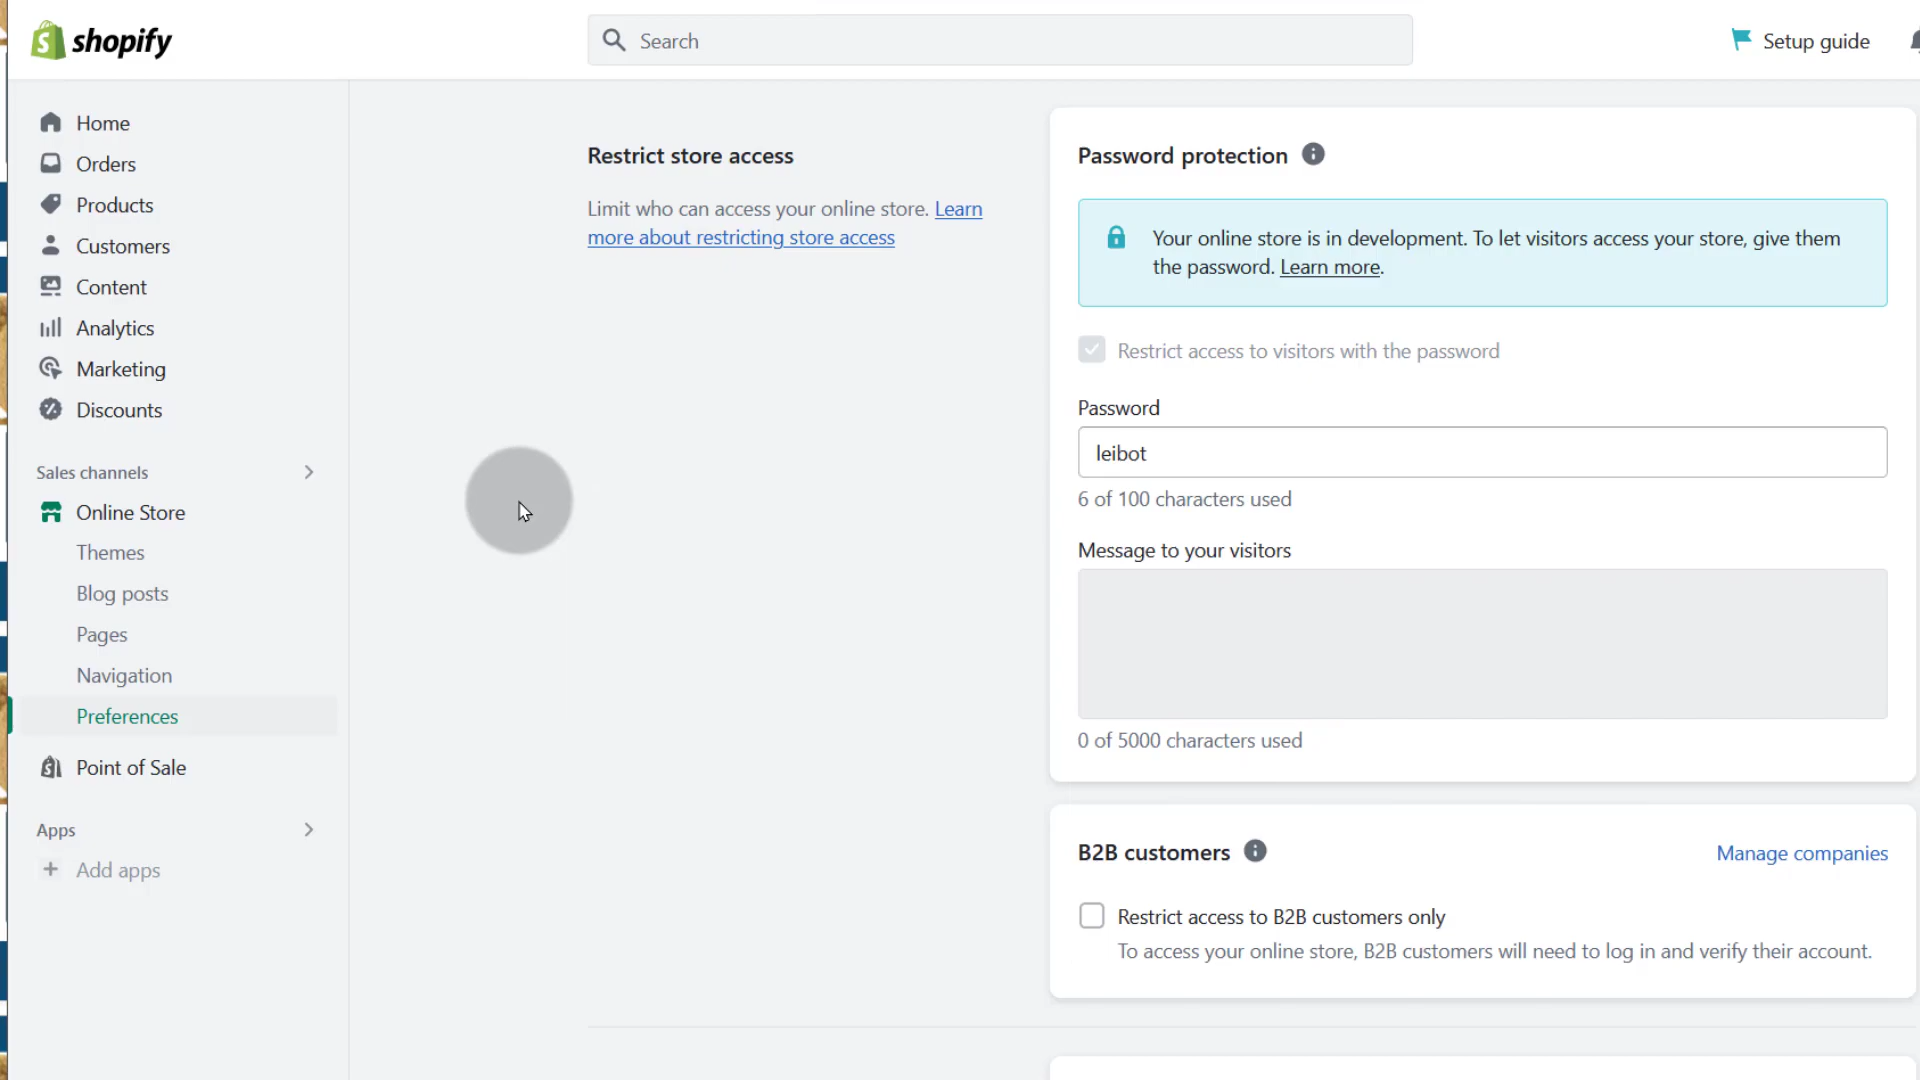 shopify
Search
Setup guide
Home
Orders
Products
Customers
Content
Analytics
Marketing
Discounts
Sales channels
Online Store
Themes
Blog posts
Pages
Navigation
Preferences
Point of Sale
Apps
Add apps
Restrict store access
Limit who can access your online store. Learn
more about restricting store access
Password protection
Your online store is in development. To let visitors access your store, give them
the password. Learn more.
Restrict access to visitors with the password
Password
leibot
6 of 100 characters used
Message to your visitors
0 of 5000 characters used
B2B customers
Manage companies
Restrict access to B2B customers only
To access your online store, B2B customers will need to log in and verify their account.